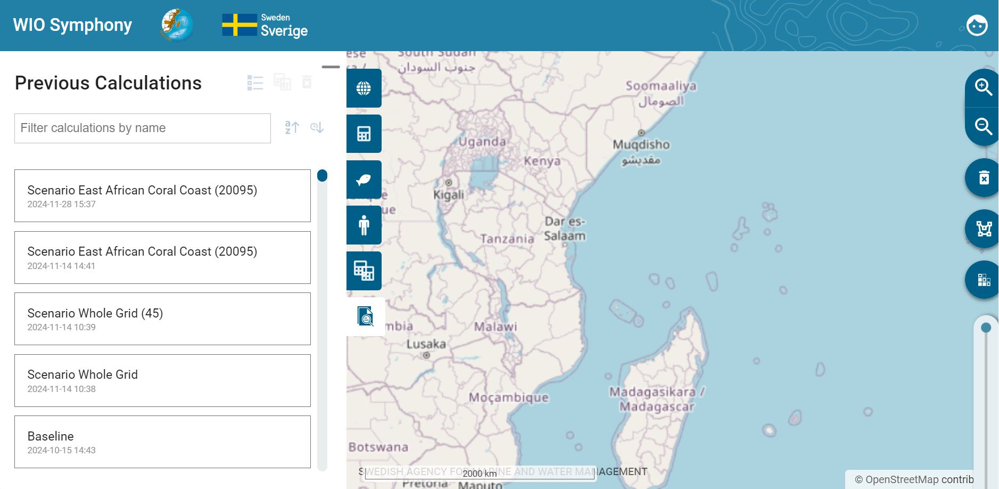 WIO Symphony
Sweden
Sverige
Previous Calculations
Filter calculations by name
a
z
Scenario East African Coral Coast (20095)
2024-11-28 15:37
Scenario East African Coral Coast (20095)
2024-11-14 14:41
Scenario Whole Grid (45)
2024-11-14 10:39
Scenario Whole Grid
2024-11-14 10:38
Baseline
2024-10-15 14:43
South Sudan
جنوب السودان
Soomaaliya
الصومال
Muqdisho
مقديشو
Uganda
Kenya
Kigali
ue
Dar es-
Salaam
Tanzania
mbia
Malawi
Lusaka
Moçambique
Madagasikara /
Madagascar
Botswana
SWEDISH AGENCY FOR MARINE AND WATER MANAGEMENT
2000 km
Pretoria
Maputo
© OpenStreetMap contrib